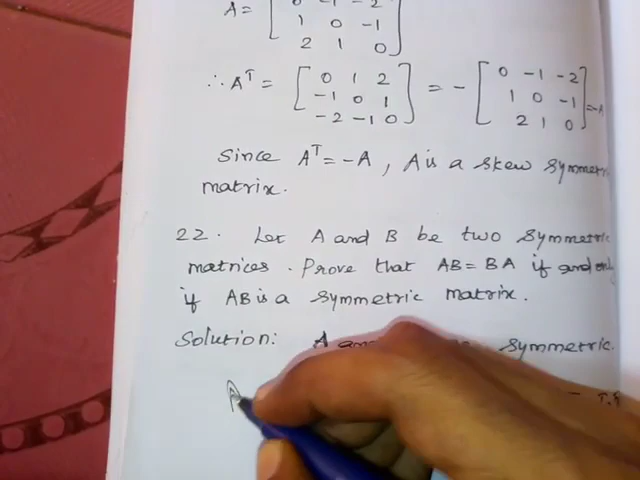 A = [ 0 -1 -2
1 0 -1
2 1 0 ]
∴ A^T = [ 0 1 2 = - [ 0 -1 -2
-1 0 1 1 0 -1 = -A
-2 -1 0 ] 2 1 0 ]
Since A^T = -A, A is a skew symmetric
matrix.
22. Let A and B be two symmetric
matrices. Prove that AB = BA if and only
if AB is a symmetric matrix.
Solution: A symmetric.
A